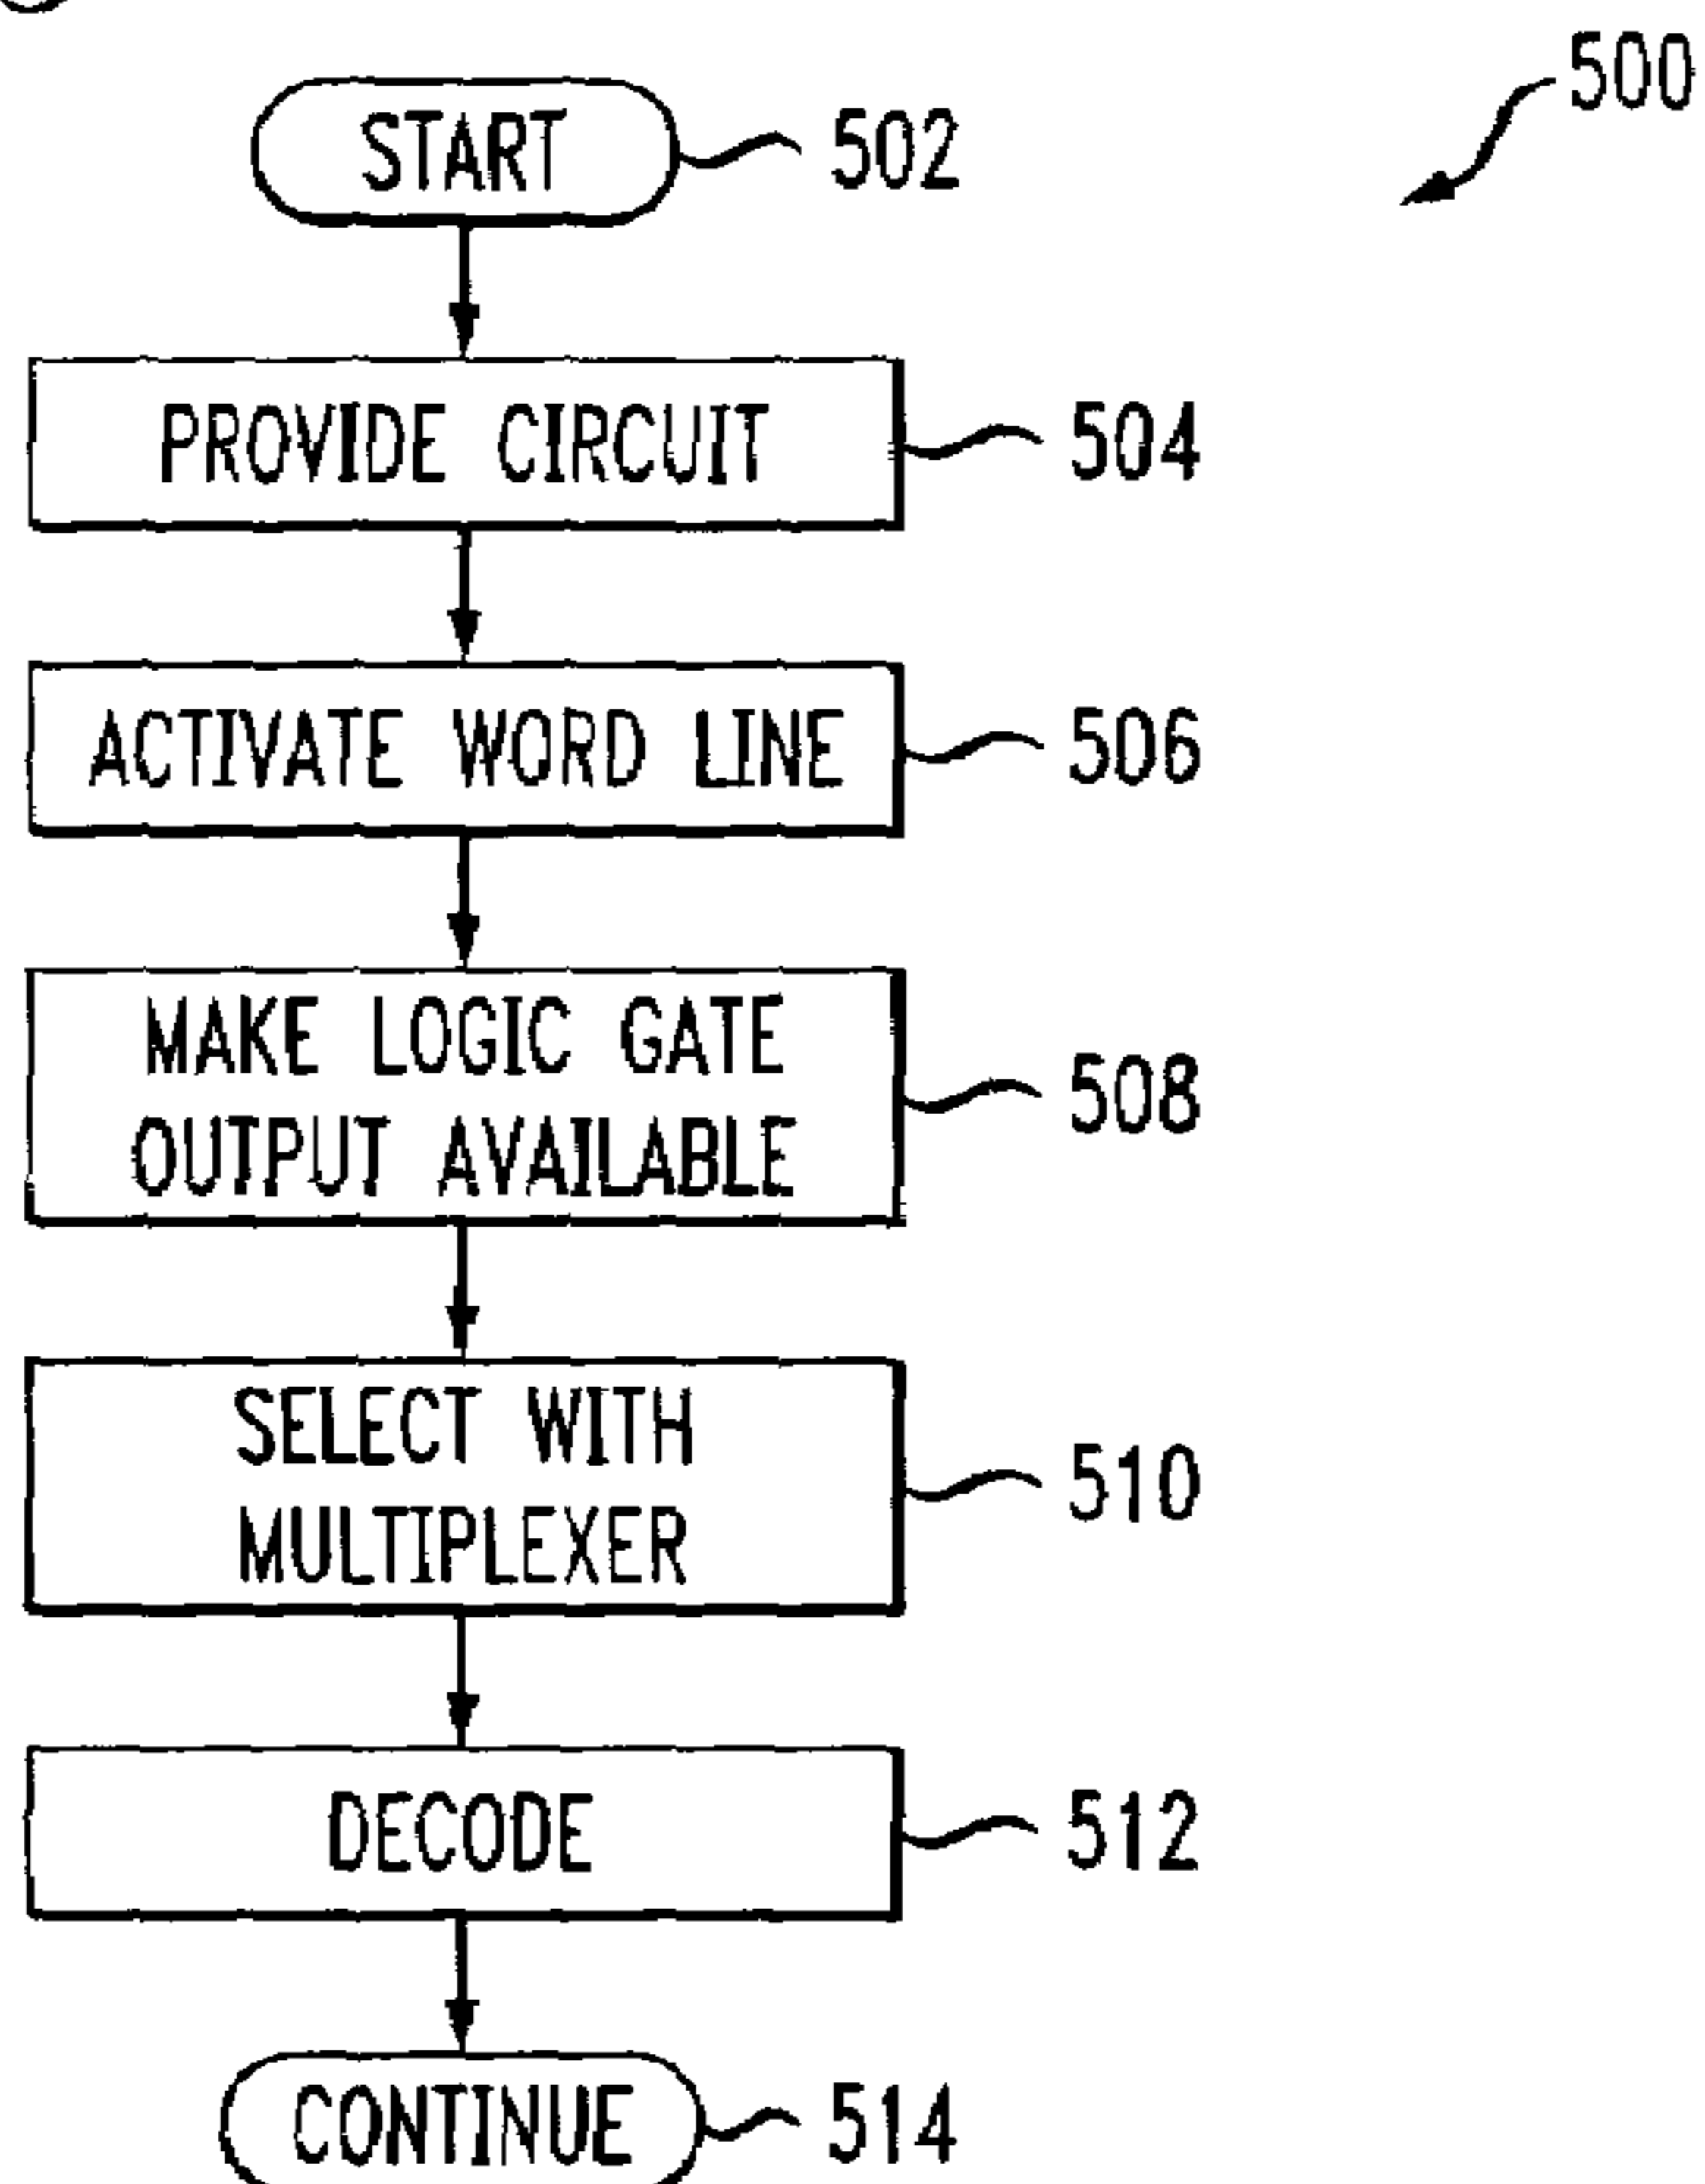 500
START 502
PROVIDE CIRCUIT 504
ACTIVATE WORD LINE 506
MAKE LOGIC GATE
OUTPUT AVAILABLE 508
SELECT WITH
MULTIPLEXER 510
DECODE 512
CONTINUE 514